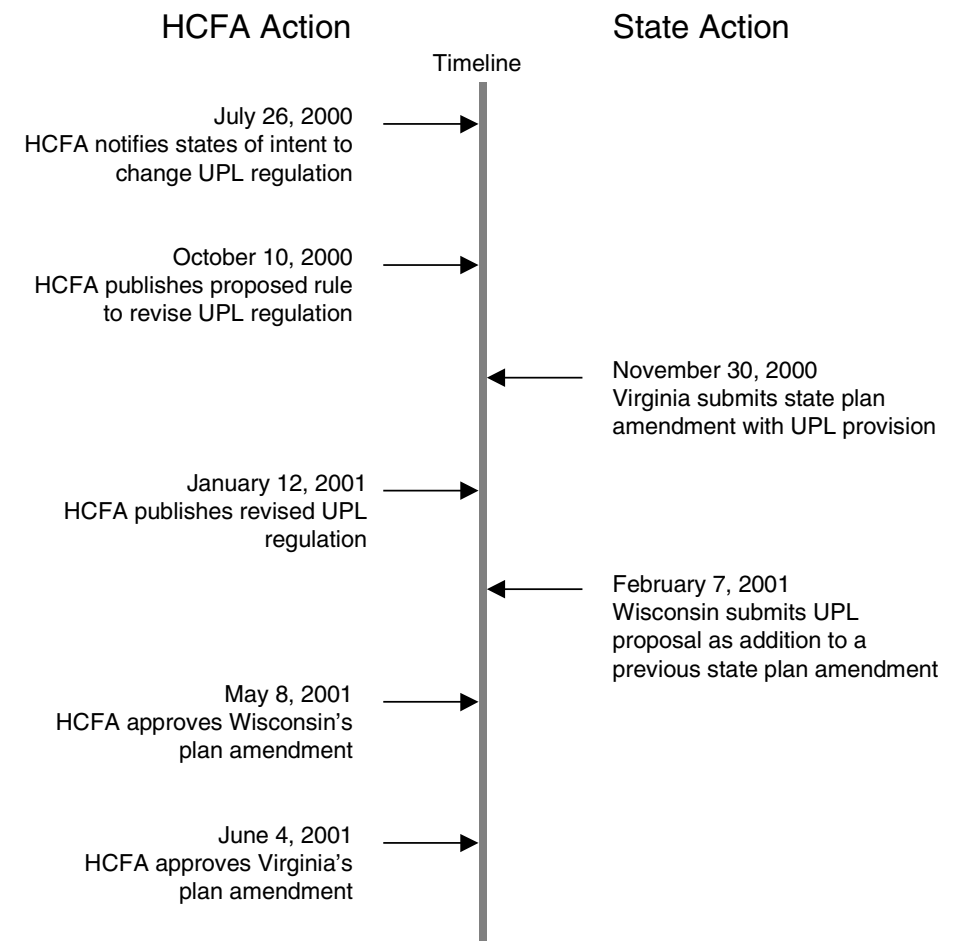 HCFA Action
State Action
Timeline
July 26, 2000
HCFA notifies states of intent to
change UPL regulation
October 10, 2000
HCFA publishes proposed rule
to revise UPL regulation
November 30, 2000
Virginia submits state plan
amendment with UPL provision
January 12, 2001
HCFA publishes revised UPL
regulation
February 7, 2001
Wisconsin submits UPL
proposal as addition to a
previous state plan amendment
May 8, 2001
HCFA approves Wisconsin’s
plan amendment
June 4, 2001
HCFA approves Virginia’s
plan amendment